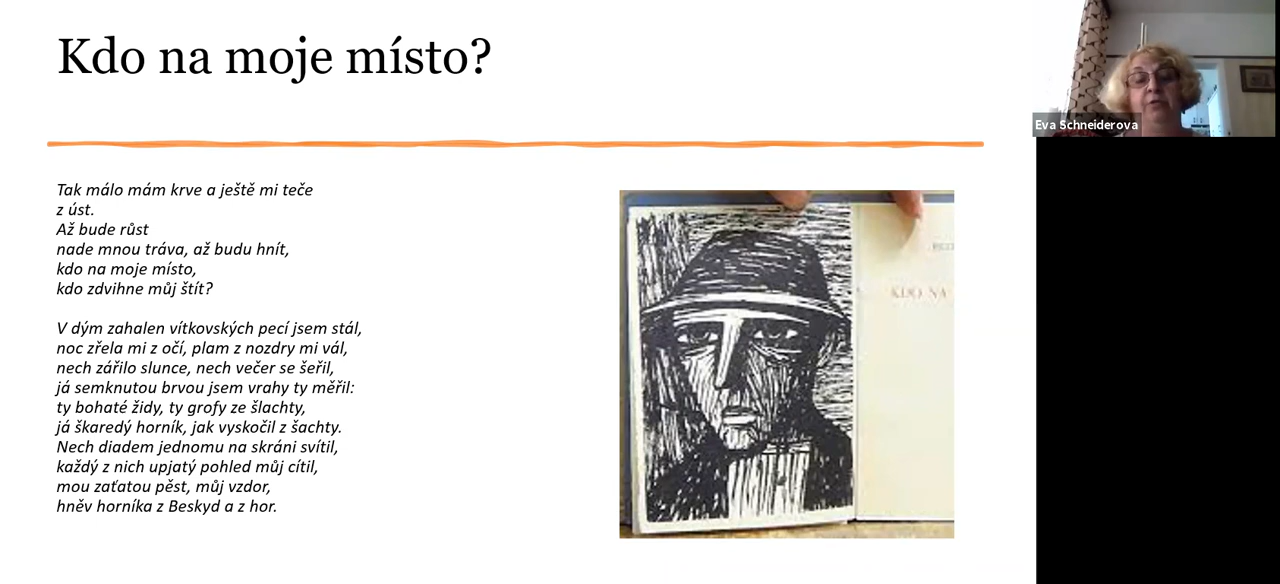 Kdo na moje místo?
Eva Schneiderova
Tak málo mám krve a ještě mi teče
z úst.
Až bude růst
nade mnou tráva, až budu hnít,
kdo na moje místo,
kdo zdvihne můj štít?
V dým zahalen vítkovských pecí jsem stál,
noc zřela mi z očí, plam z nozdry mi vál,
nech zářilo slunce, nech večer se šeřil,
já semknutou brvou jsem vrahy ty měřil:
ty bohaté židy, ty grofy ze šlachty,
já škaredý horník, jak vyskočil z šachty.
Nech diadem jednomu na skráni svítil,
každý z nich upjatý pohled můj cítil,
mou zaťatou pěst, můj vzdor,
hněv horníka z Beskyd a z hor.
KDO NA